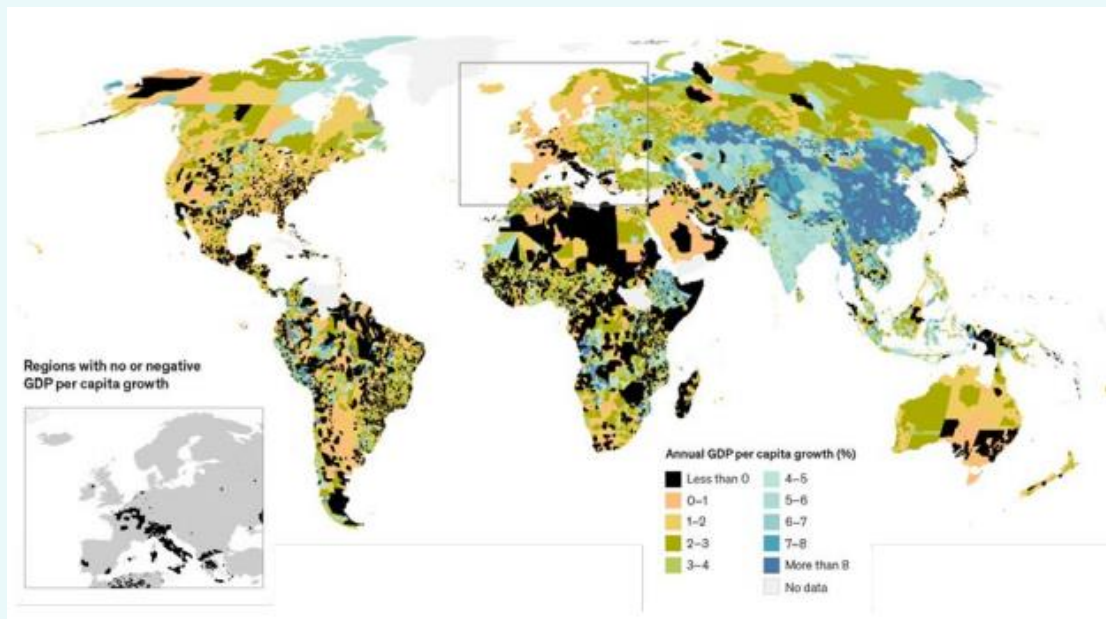 Regions with no or negative
GDP per capita growth
Annual GDP per capita growth (%)
Less than 0
0–1
1–2
2–3
3–4
4–5
5–6
6–7
7–8
More than 8
No data